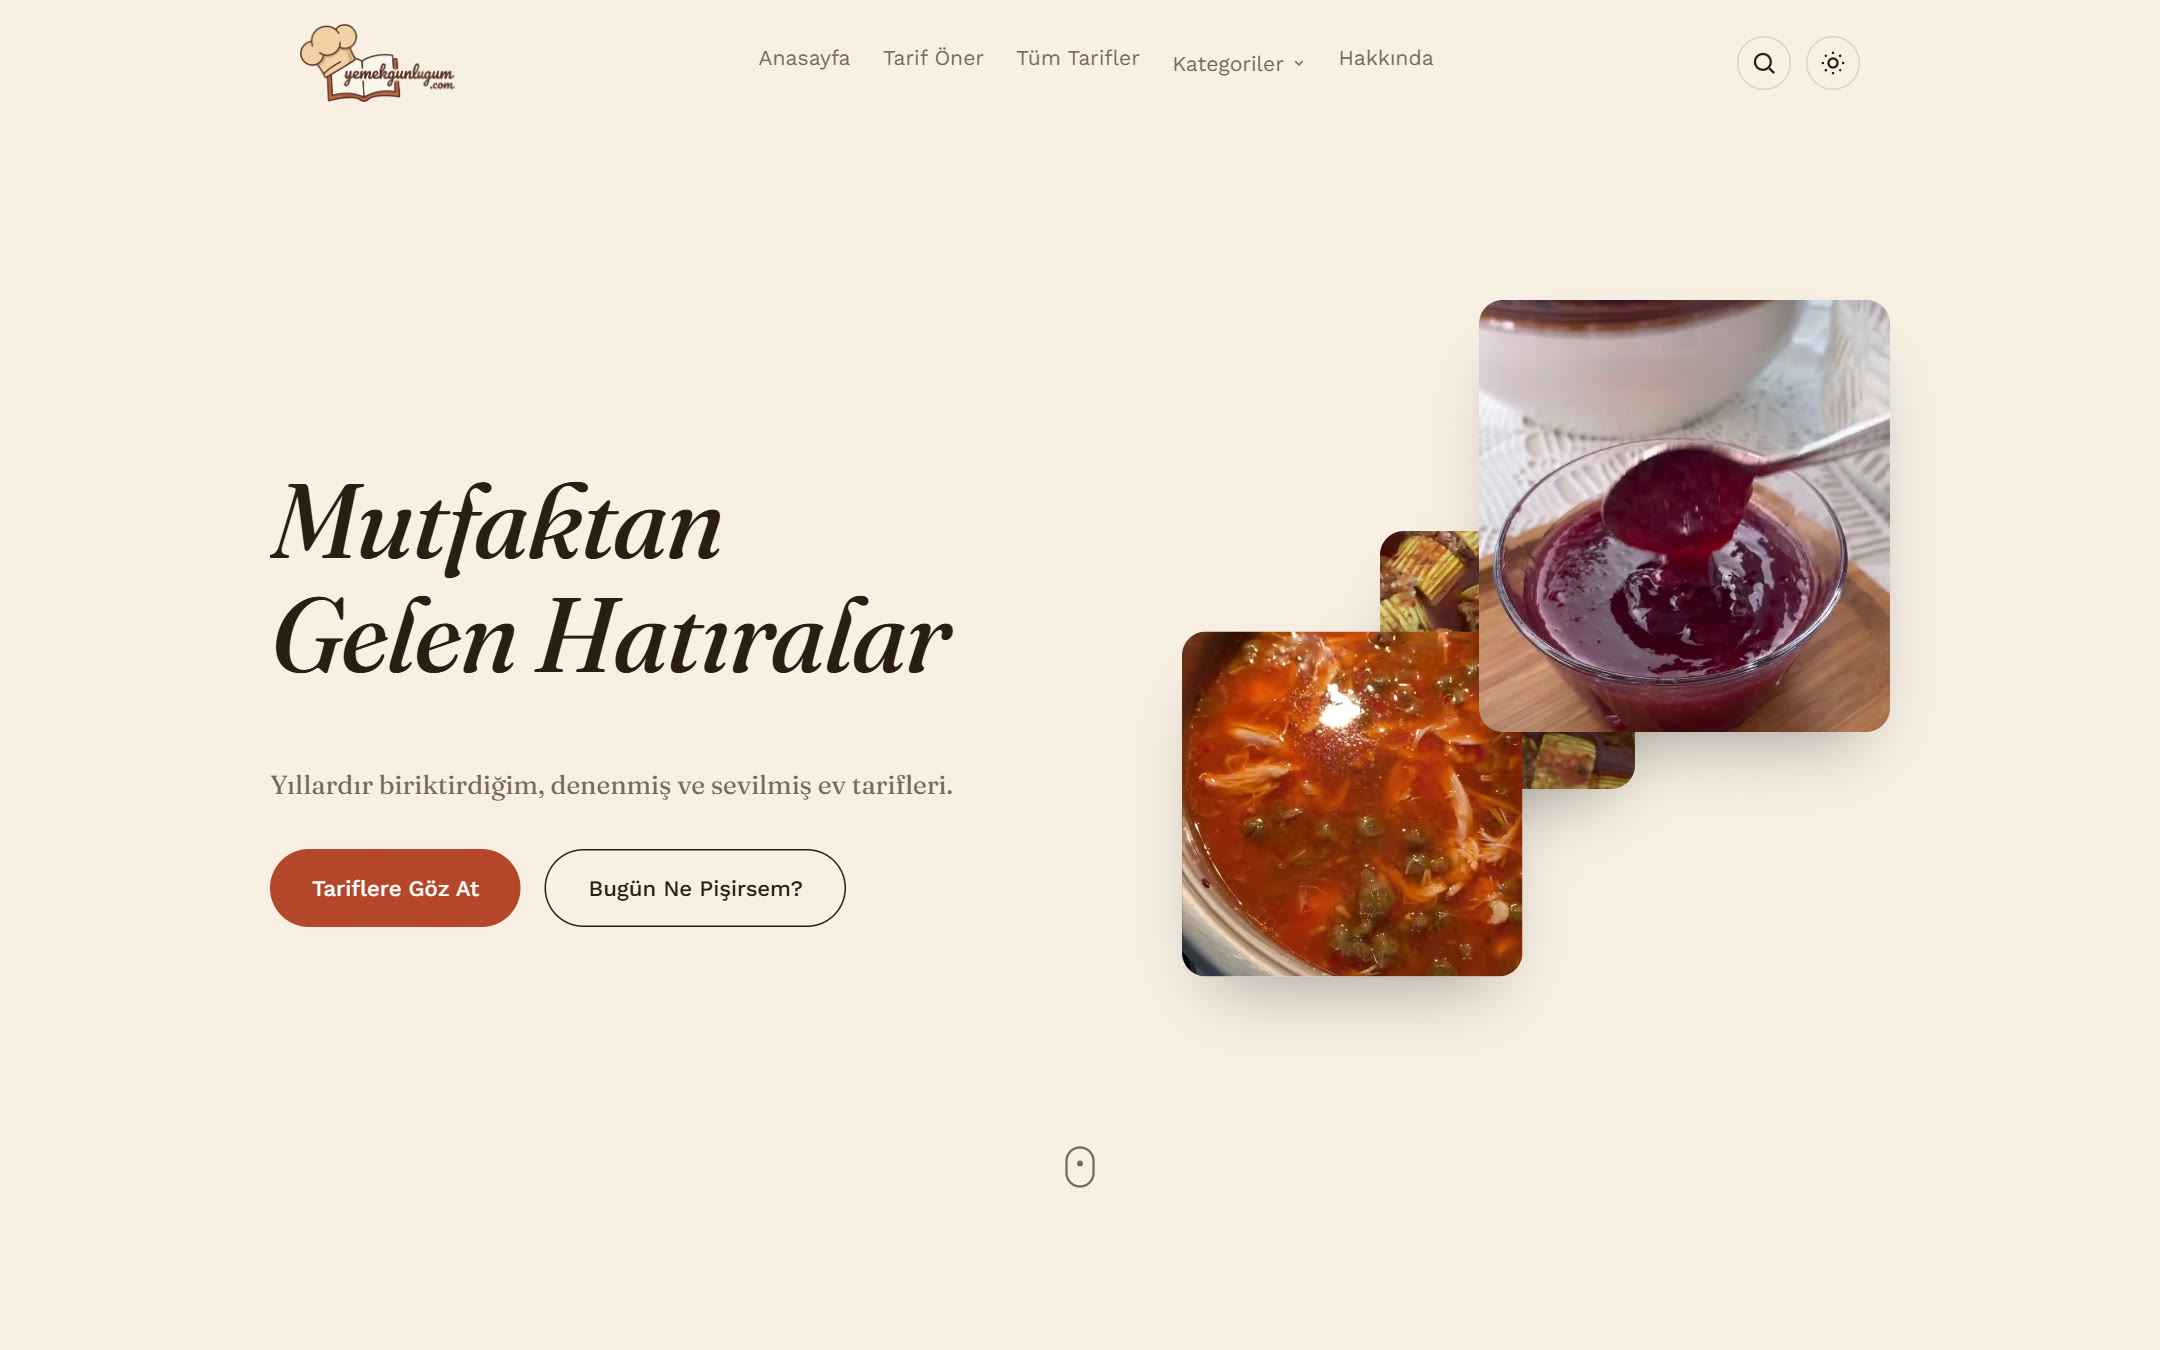 yemekgunlugum
.com
Anasayfa
Tarif Öner
Tüm Tarifler
Kategoriler
Hakkında
Mutfaktan
Gelen Hatıralar
Yıllardır biriktirdiğim, denenmiş ve sevilmiş ev tarifleri.
Tariflere Göz At
Bugün Ne Pişirsem?